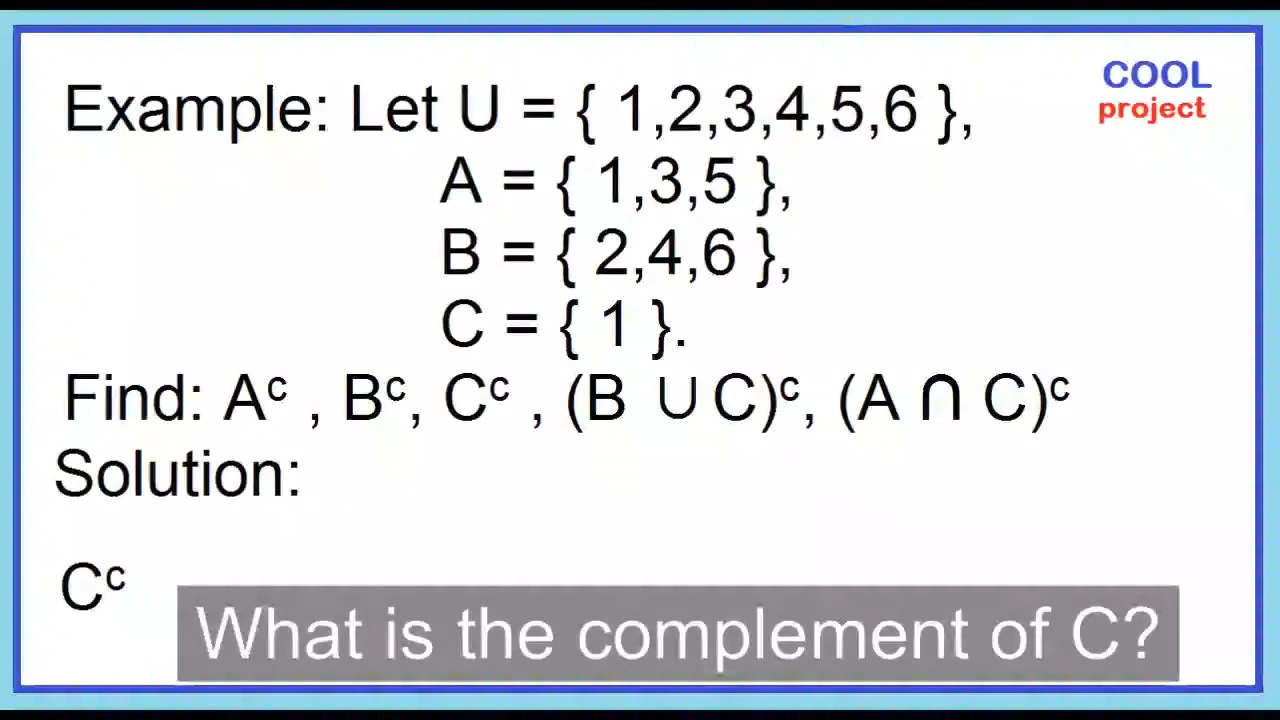 COOL
project
Example: Let U = { 1,2,3,4,5,6 },
A = { 1,3,5 },
B = { 2,4,6 },
C = { 1 }.
Find: Aᶜ , Bᶜ, Cᶜ , (B ∪ C)ᶜ, (A ∩ C)ᶜ
Solution:
Cᶜ
What is the complement of C?